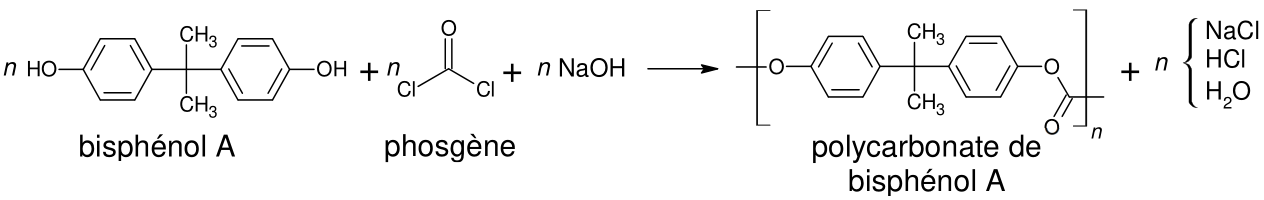 n HO CH3 CH3 OH + n O Cl Cl + n NaOH O CH3 CH3 O O n + n NaCl HCl H2O
bisphénol A phosgène polycarbonate de
bisphénol A